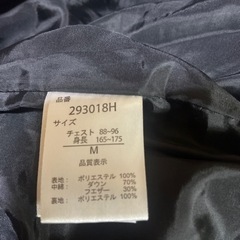 品番
293018H
サイズ
チェスト 88~96
身長 165~175
M
品質表示
表地: ポリエステル 100%
中綿: ダウン 70%
フェザー 30%
裏地: ポリエステル 100%